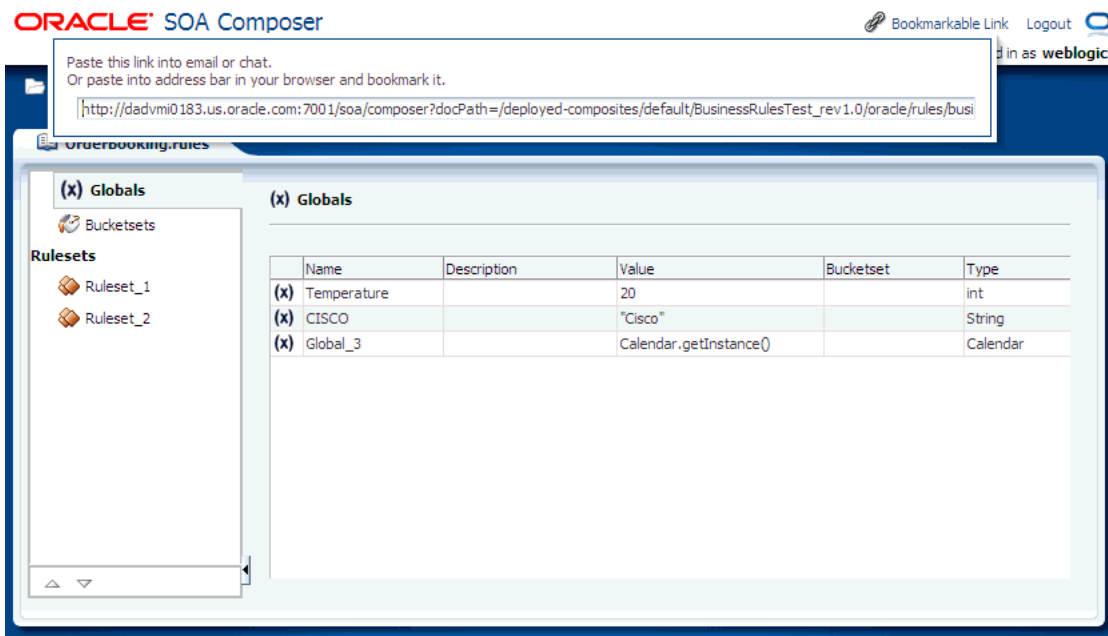 ORACLE SOA Composer
Bookmarkable Link Logout
Paste this link into email or chat.
Or paste into address bar in your browser and bookmark it.
d in as weblogic
http://dadvmi0183.us.oracle.com:7001/soa/composer?docPath=/deployed-composites/default/BusinessRulesTest_rev1.0/oracle/rules/busi
OrderBooking.rules
(x) Globals
Bucketsets
Rulesets
Ruleset_1
Ruleset_2
(x) Globals
Name Description Value Bucketset Type
(x) Temperature 20 int
(x) CISCO "Cisco" String
(x) Global_3 Calendar.getInstance() Calendar